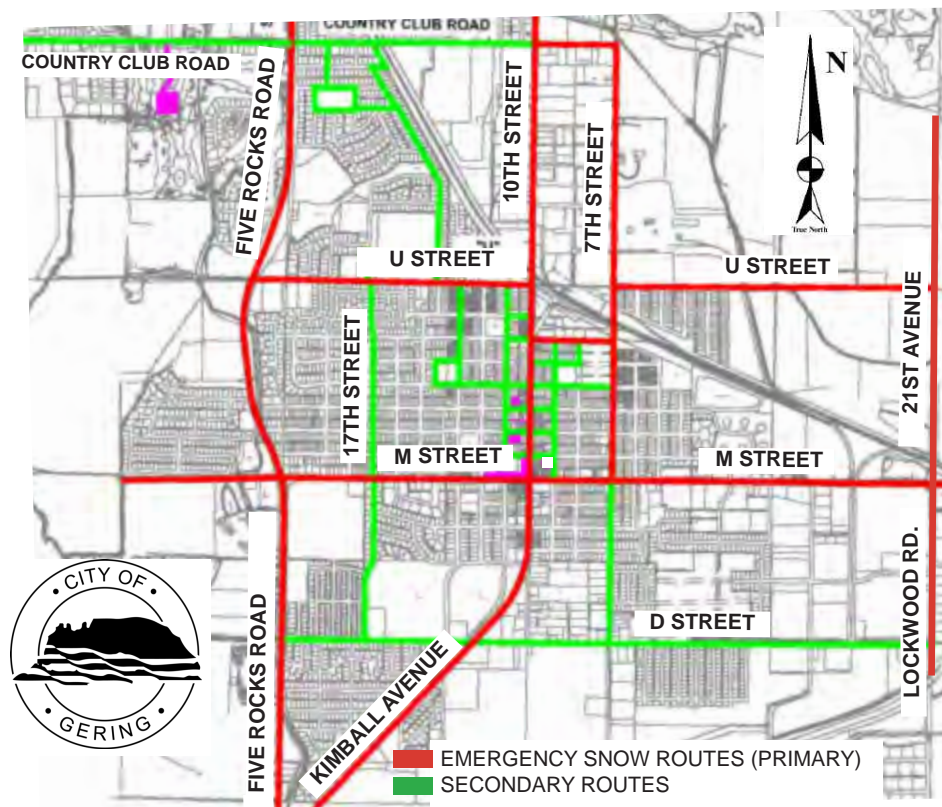 COUNTRY CLUB ROAD
COUNTRY CLUB ROAD
FIVE ROCKS ROAD
10TH STREET
7TH STREET
N
True North
U STREET
U STREET
17TH STREET
21ST AVENUE
M STREET
M STREET
CITY OF
GERING
FIVE ROCKS ROAD
KIMBALL AVENUE
D STREET
LOCKWOOD RD.
EMERGENCY SNOW ROUTES (PRIMARY)
SECONDARY ROUTES